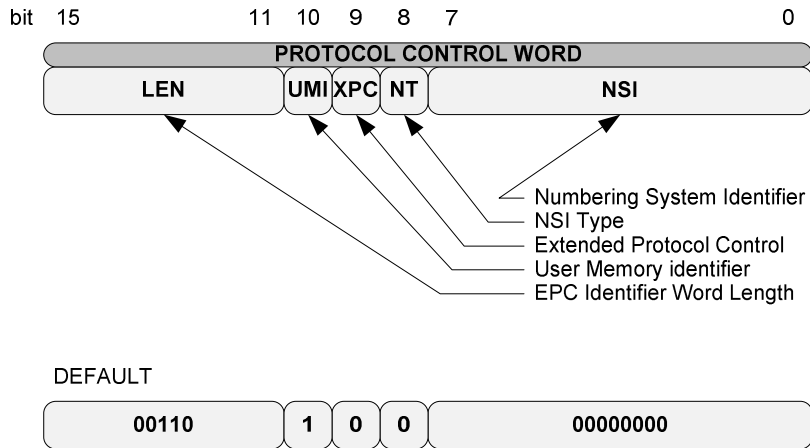 bit 15 11 10 9 8 7 0
PROTOCOL CONTROL WORD
LEN UMI XPC NT NSI
Numbering System Identifier
NSI Type
Extended Protocol Control
User Memory identifier
EPC Identifier Word Length
DEFAULT
00110 1 0 0 00000000